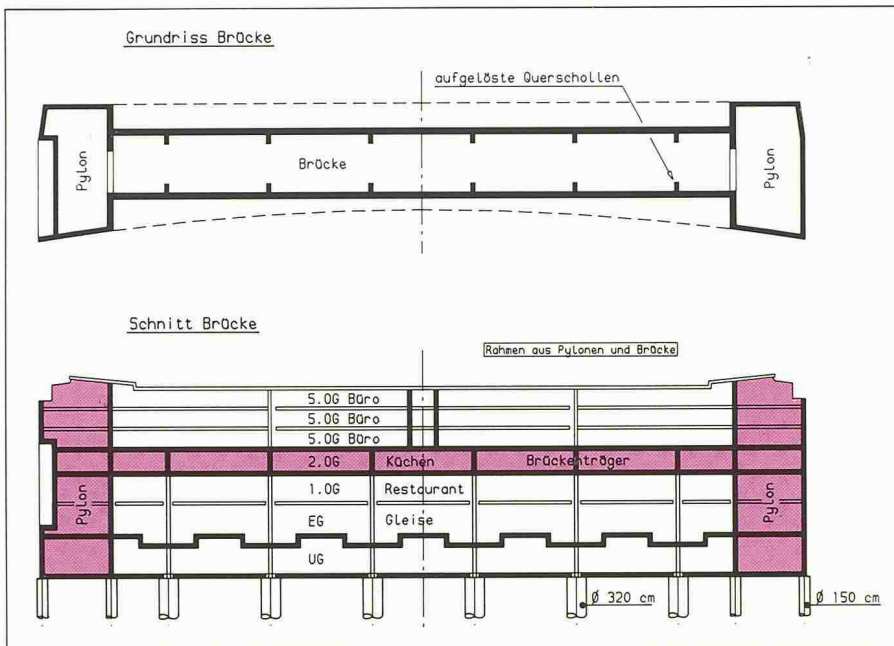 Grundriss Brücke
aufgelöste Querschollen
Pylon
Brücke
Pylon
Schnitt Brücke
Rahmen aus Pylonen und Brücke
5.OG Büro
5.OG Büro
5.OG Büro
2.OG Küchen Brückenträger
1.OG Restaurant
Pylon
Pylon
EG Gleise
UG
Ø 320 cm
Ø 150 cm